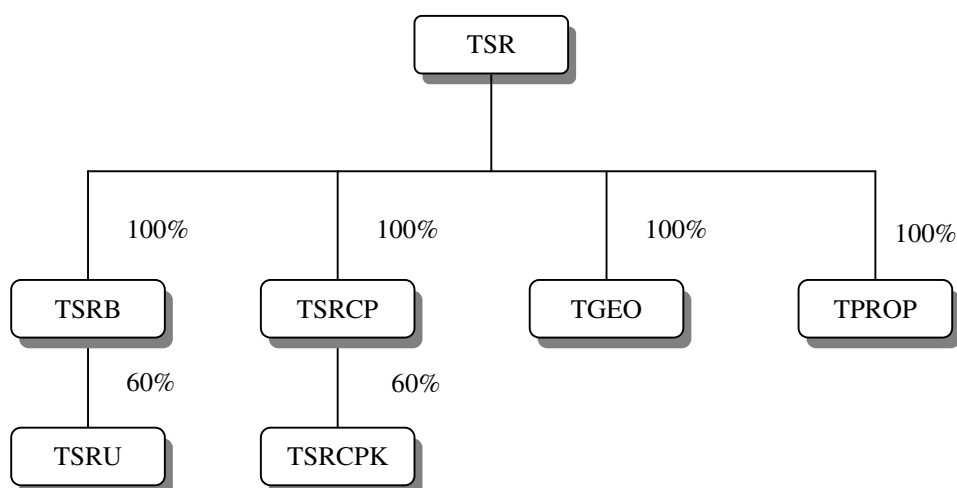 TSR
100%
100%
100%
100%
TSRB
TSRCP
TGEO
TPROP
60%
60%
TSRU
TSRCPK